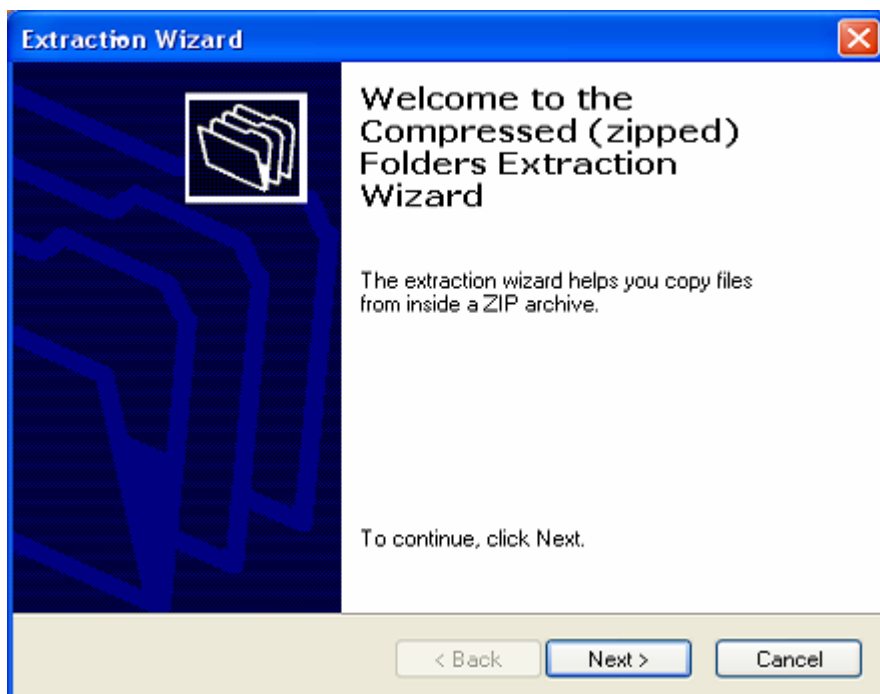 Extraction Wizard
Welcome to the
Compressed (zipped)
Folders Extraction
Wizard
The extraction wizard helps you copy files
from inside a ZIP archive.
To continue, click Next.
< Back Next > Cancel